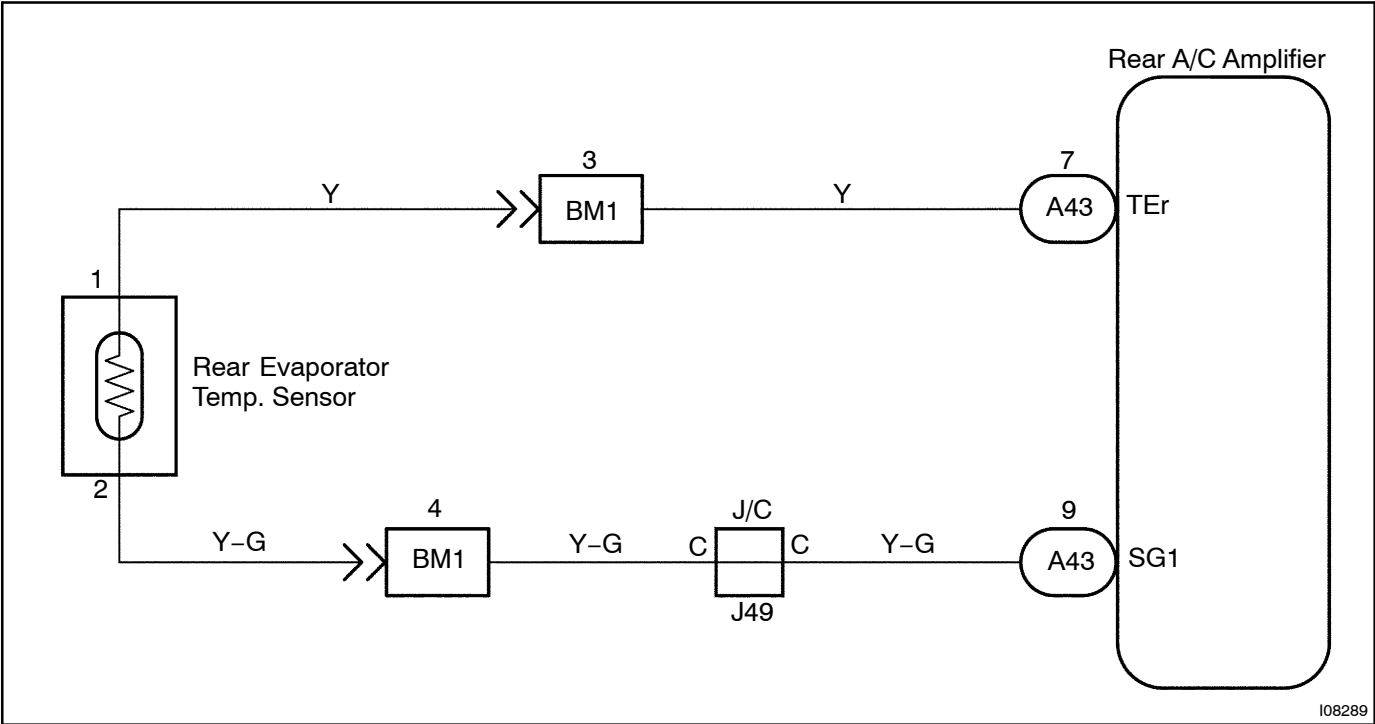 Rear A/C Amplifier
3
7
Y
Y
BM1
A43
TEr
1
Rear Evaporator
Temp. Sensor
2
4
J/C
9
Y−G
Y−G
C
C
Y−G
BM1
A43
SG1
J49
I08289